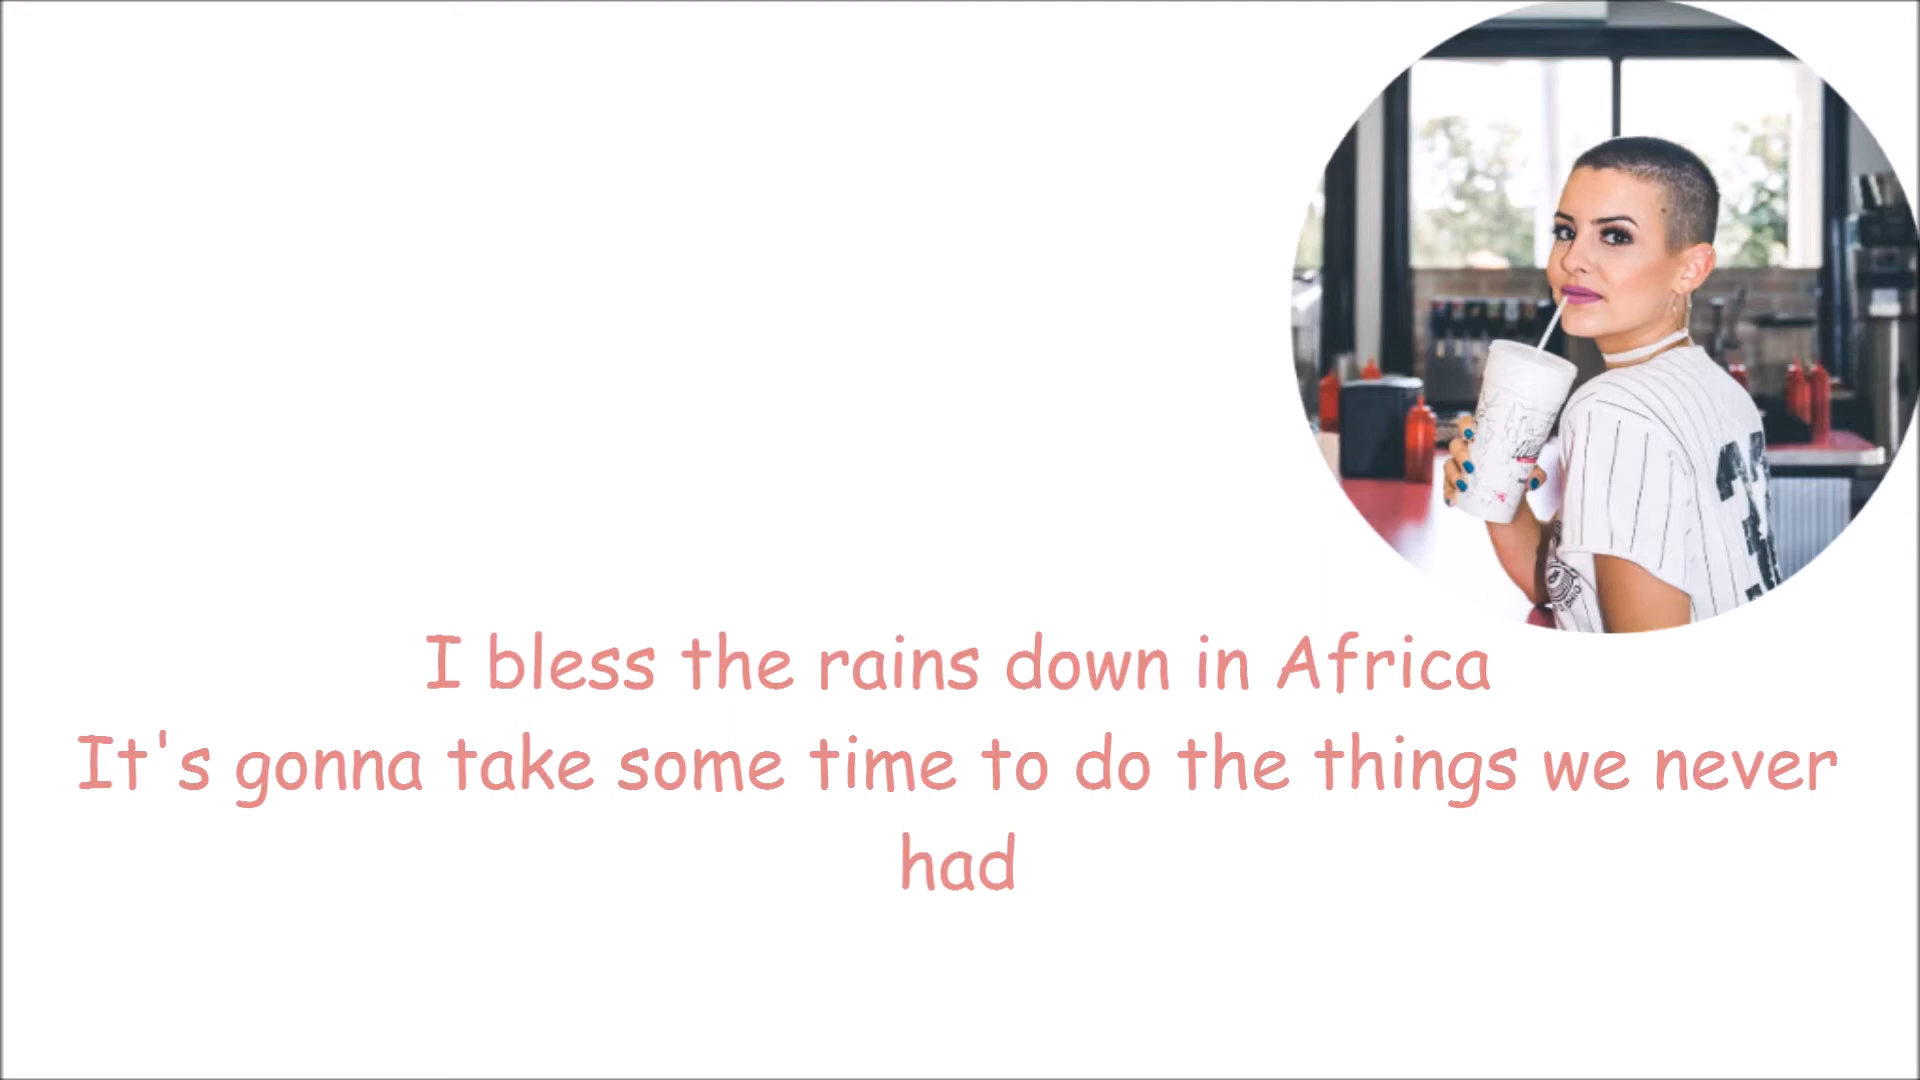 I bless the rains down in Africa
It's gonna take some time to do the things we never
had